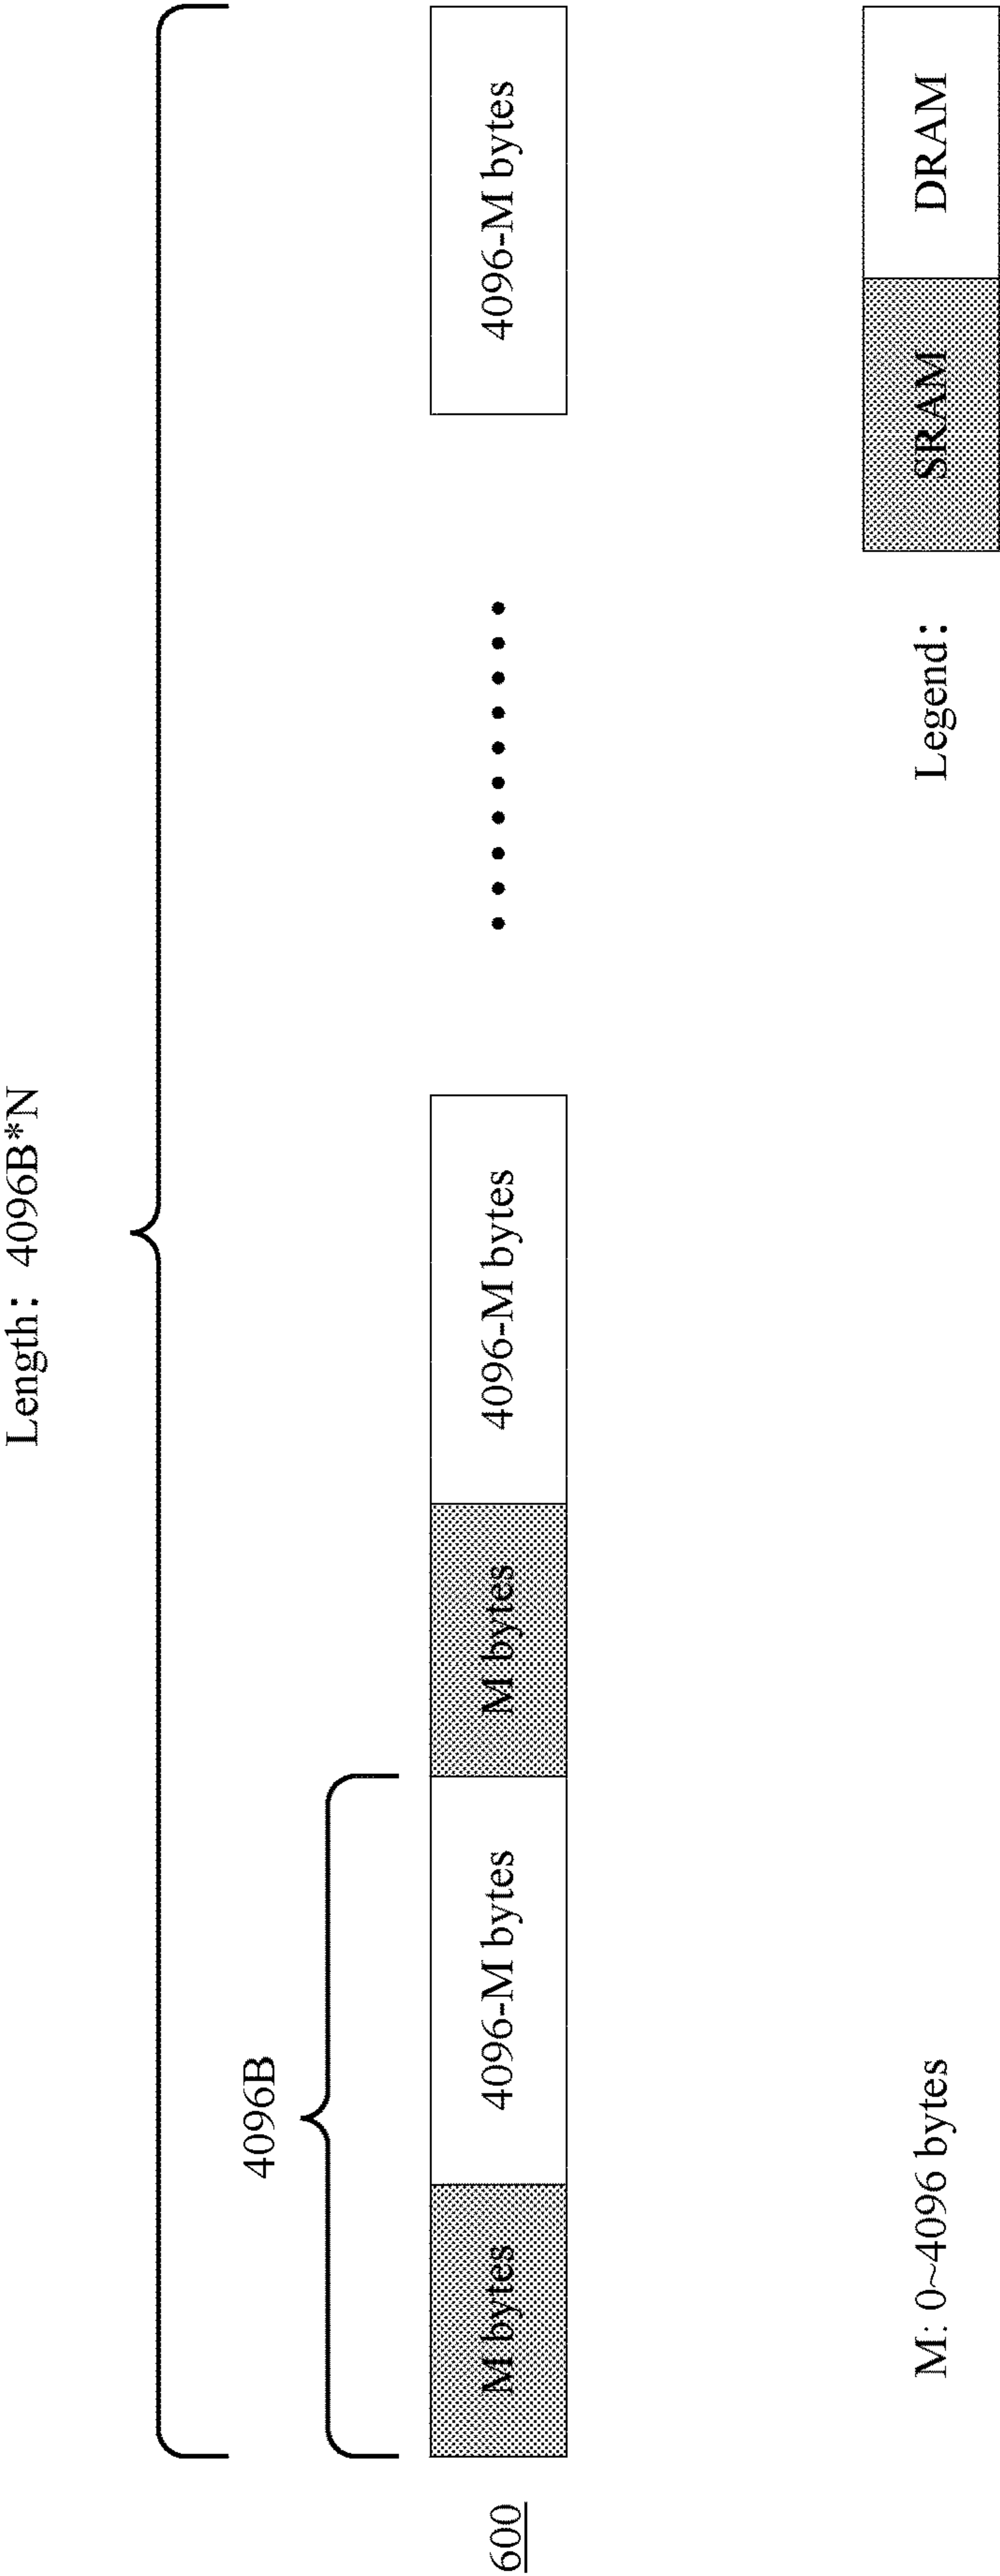 Length: 4096B*N
4096B
600
M bytes
4096-M bytes
M bytes
4096-M bytes
4096-M bytes
M: 0~4096 bytes
Legend:
SRAM
DRAM